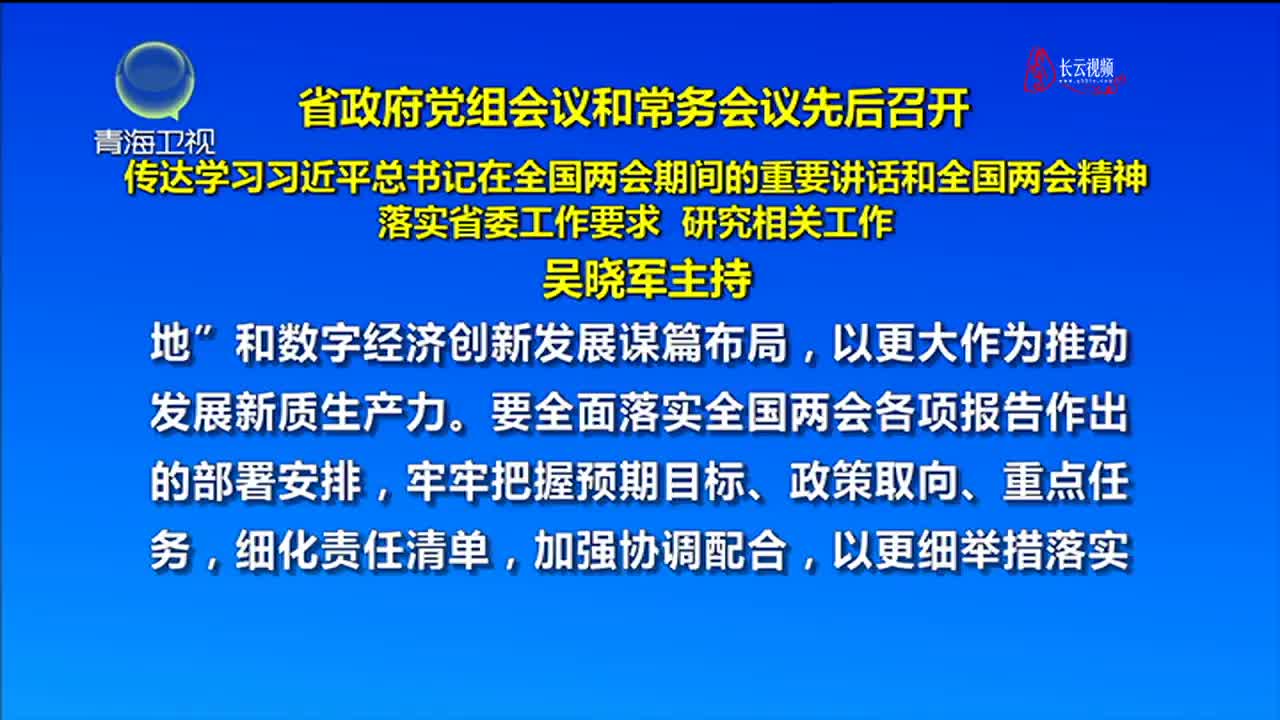 青海卫视
长云视频
省政府党组会议和常务会议先后召开
传达学习习近平总书记在全国两会期间的重要讲话和全国两会精神
落实省委工作要求 研究相关工作
吴晓军主持
地”和数字经济创新发展谋篇布局，以更大作为推动
发展新质生产力。要全面落实全国两会各项报告作出
的部署安排，牢牢把握预期目标、政策取向、重点任
务，细化责任清单，加强协调配合，以更细举措落实